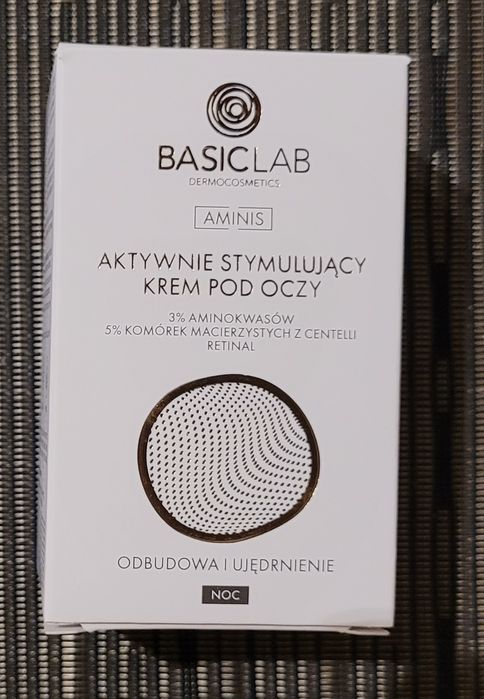 BASICLAB
DERMOCOSMETICS
AMINIS
AKTYWNIE STYMULUJĄCY
KREM POD OCZY
3% AMINOKWASÓW
5% KOMÓREK MACIERZYSTYCH Z CENTELLI
RETINAL
ODBUDOWA I UJĘDRNIENIE
NOC